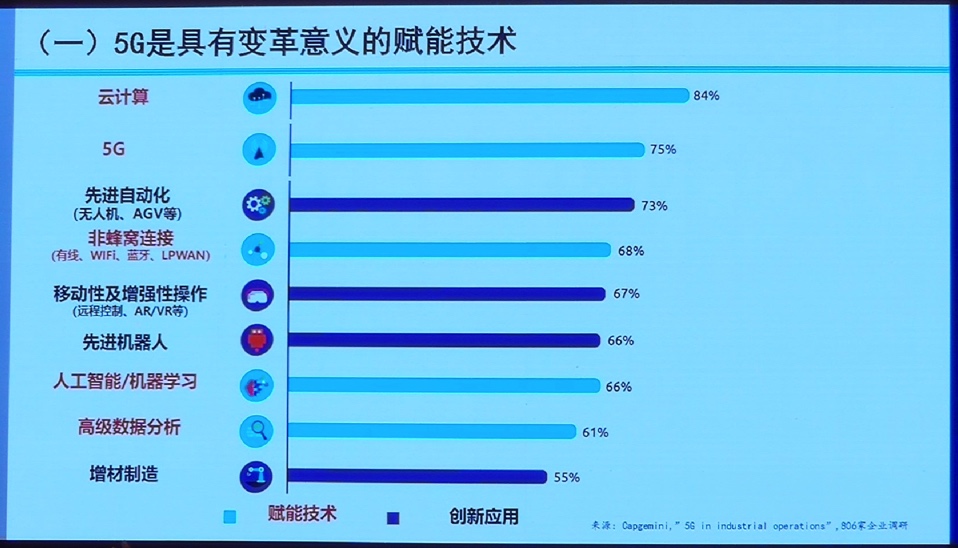 （一）5G是具有变革意义的赋能技术
云计算
84%
5G
75%
先进自动化
(无人机、AGV等)
73%
非蜂窝连接
(有线、WIFi、蓝牙、LPWAN)
68%
移动性及增强性操作
(远程控制、AR/VR等)
67%
先进机器人
66%
人工智能/机器学习
66%
高级数据分析
61%
增材制造
55%
赋能技术
创新应用
来源：Capgemini,"5G in industrial operations",806家企业调研